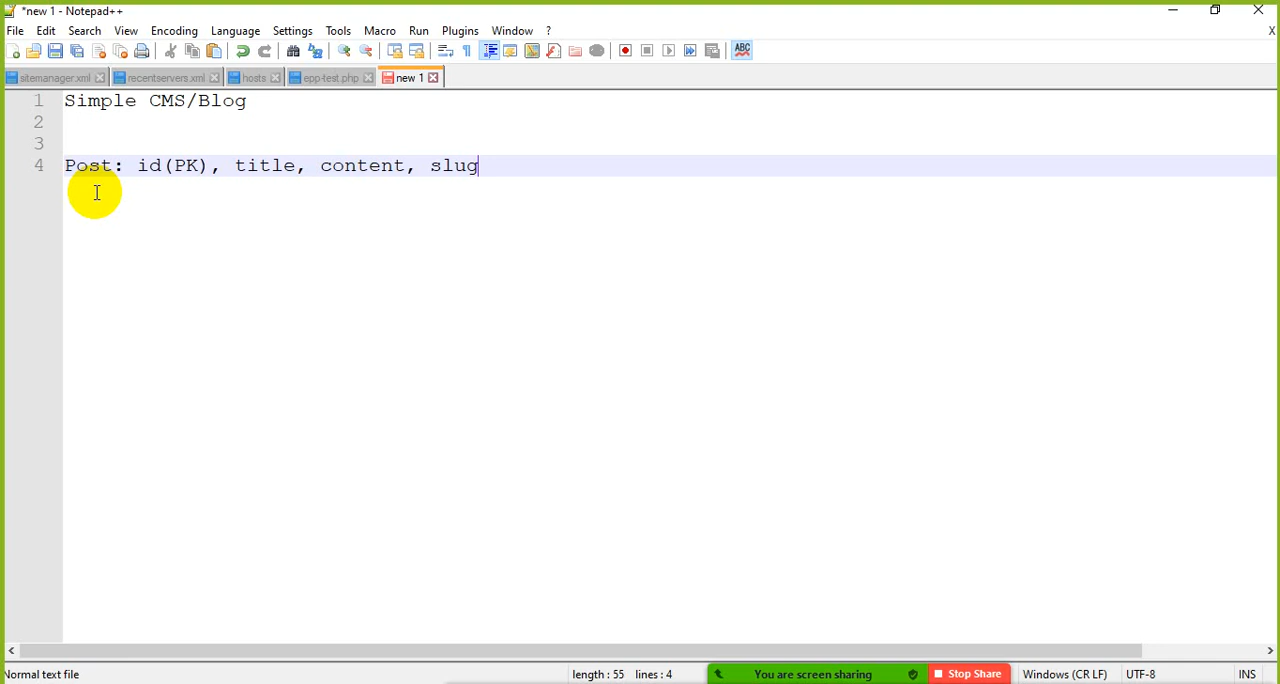 *new 1 - Notepad++
File Edit Search View Encoding Language Settings Tools Macro Run Plugins Window ? X
sitemanager.xml recentservers.xml hosts epp-test.php new 1
1 Simple CMS/Blog
2
3
4 Post: id(PK), title, content, slug
Normal text file length : 55 lines : 4 You are screen sharing Stop Share Windows (CR LF) UTF-8 INS